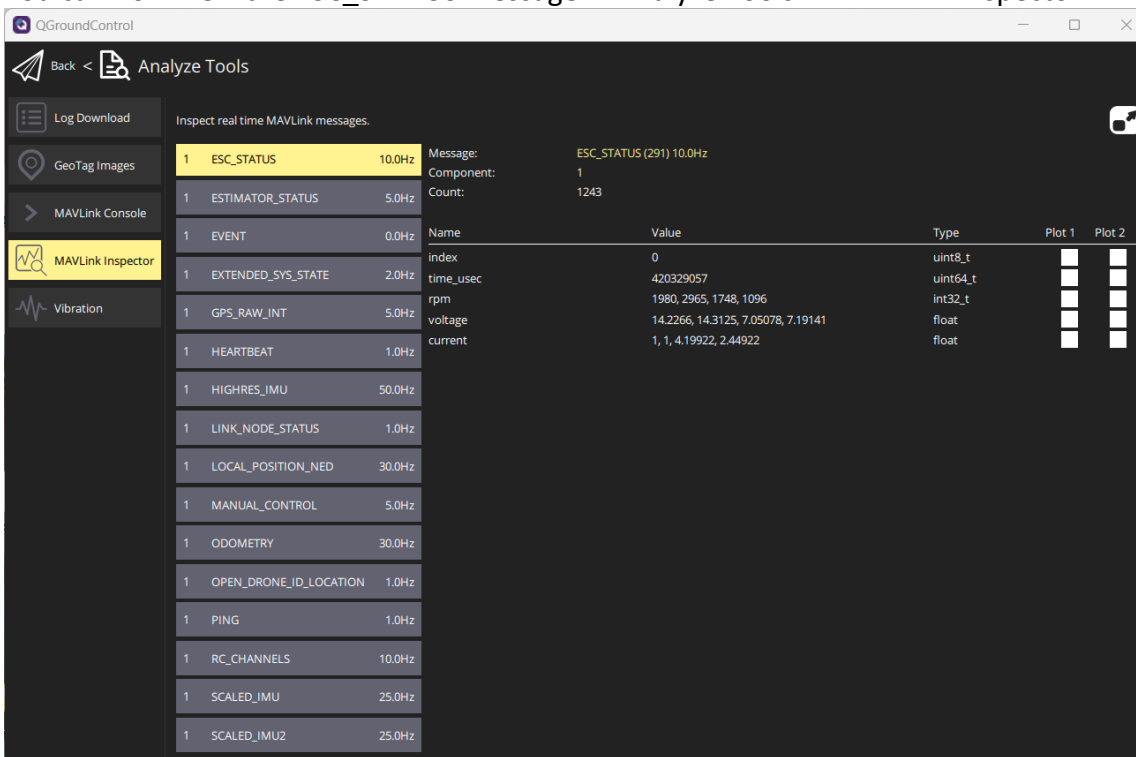 QGroundControl
Back < Analyze Tools
Log Download
GeoTag Images
MAVLink Console
MAVLink Inspector
Vibration
Inspect real time MAVLink messages.
1 ESC_STATUS 10.0Hz
1 ESTIMATOR_STATUS 5.0Hz
1 EVENT 0.0Hz
1 EXTENDED_SYS_STATE 2.0Hz
1 GPS_RAW_INT 5.0Hz
1 HEARTBEAT 1.0Hz
1 HIGHRES_IMU 50.0Hz
1 LINK_NODE_STATUS 1.0Hz
1 LOCAL_POSITION_NED 30.0Hz
1 MANUAL_CONTROL 5.0Hz
1 ODOMETRY 30.0Hz
1 OPEN_DRONE_ID_LOCATION 1.0Hz
1 PING 1.0Hz
1 RC_CHANNELS 10.0Hz
1 SCALED_IMU 25.0Hz
1 SCALED_IMU2 25.0Hz
Message: ESC_STATUS (291) 10.0Hz
Component: 1
Count: 1243
Name Value Type Plot 1 Plot 2
index 0 uint8_t
time_usec 420329057 uint64_t
rpm 1980, 2965, 1748, 1096 int32_t
voltage 14.2266, 14.3125, 7.05078, 7.19141 float
current 1, 1, 4.19922, 2.44922 float